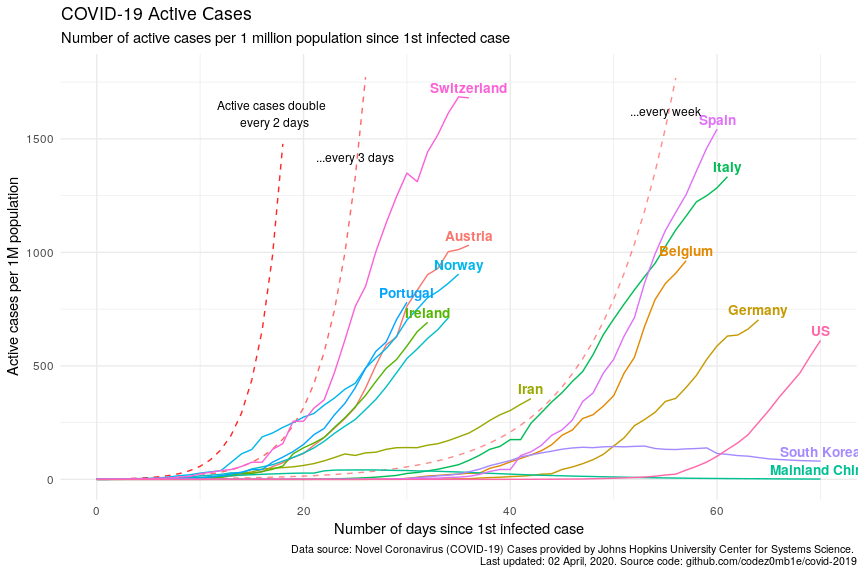 COVID-19 Active Cases
Number of active cases per 1 million population since 1st infected case
Active cases per 1M population
1500
1000
500
0
Active cases double
every 2 days
...every 3 days
...every week
Switzerland
Spain
Italy
Austria
Belgium
Norway
Portugal
Ireland
Germany
US
Iran
South Korea
Mainland Chin
0
20
40
60
Number of days since 1st infected case
Data source: Novel Coronavirus (COVID-19) Cases provided by Johns Hopkins University Center for Systems Science.
Last updated: 02 April, 2020. Source code: github.com/codez0mb1e/covid-2019